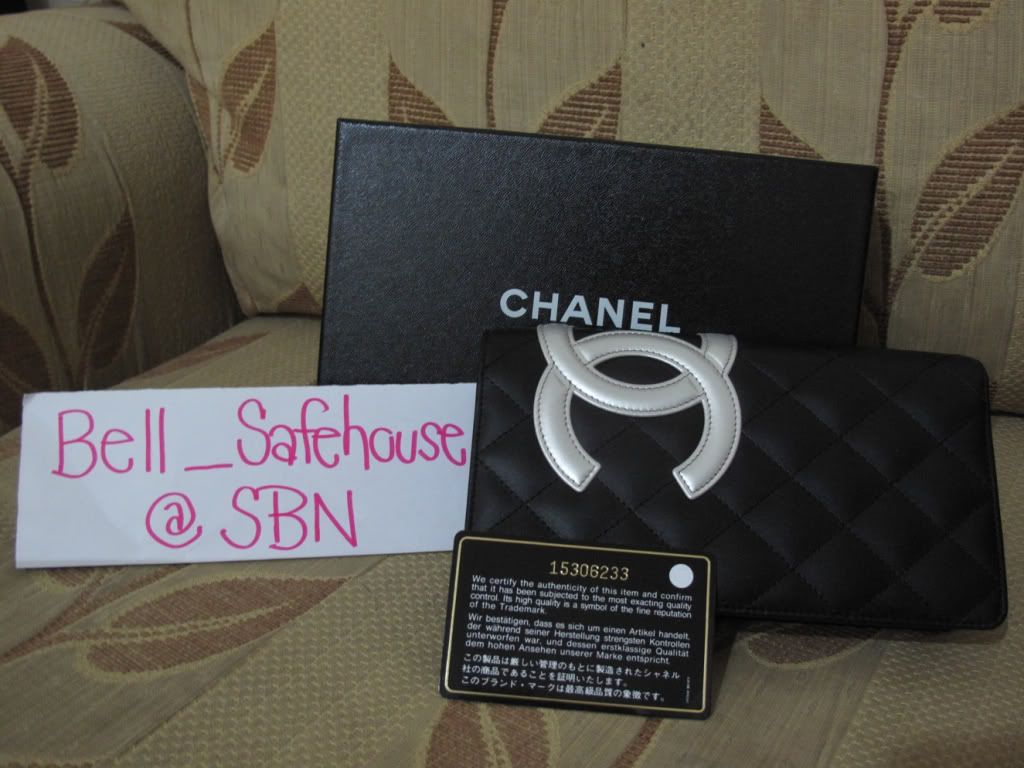 CHANEL
Bell_Safehouse
@ SBN
15306233
We certify the authenticity of this item and confirm
that it has been subjected to the most exacting quality
control. Its high quality is a symbol of the fine reputation
of the Trademark.
Wir bestätigen, dass es sich um einen Artikel handelt,
der während seiner Herstellung strengsten Kontrollen
unterworfen war, und dessen erstklassige Qualität
dem hohen Ansehen unserer Marke entspricht.
この製品は厳しい管理のもとに製造されたシャネル
社の商品であることを証明いたします。
このブランド・マークは最高級品質の象徴です。